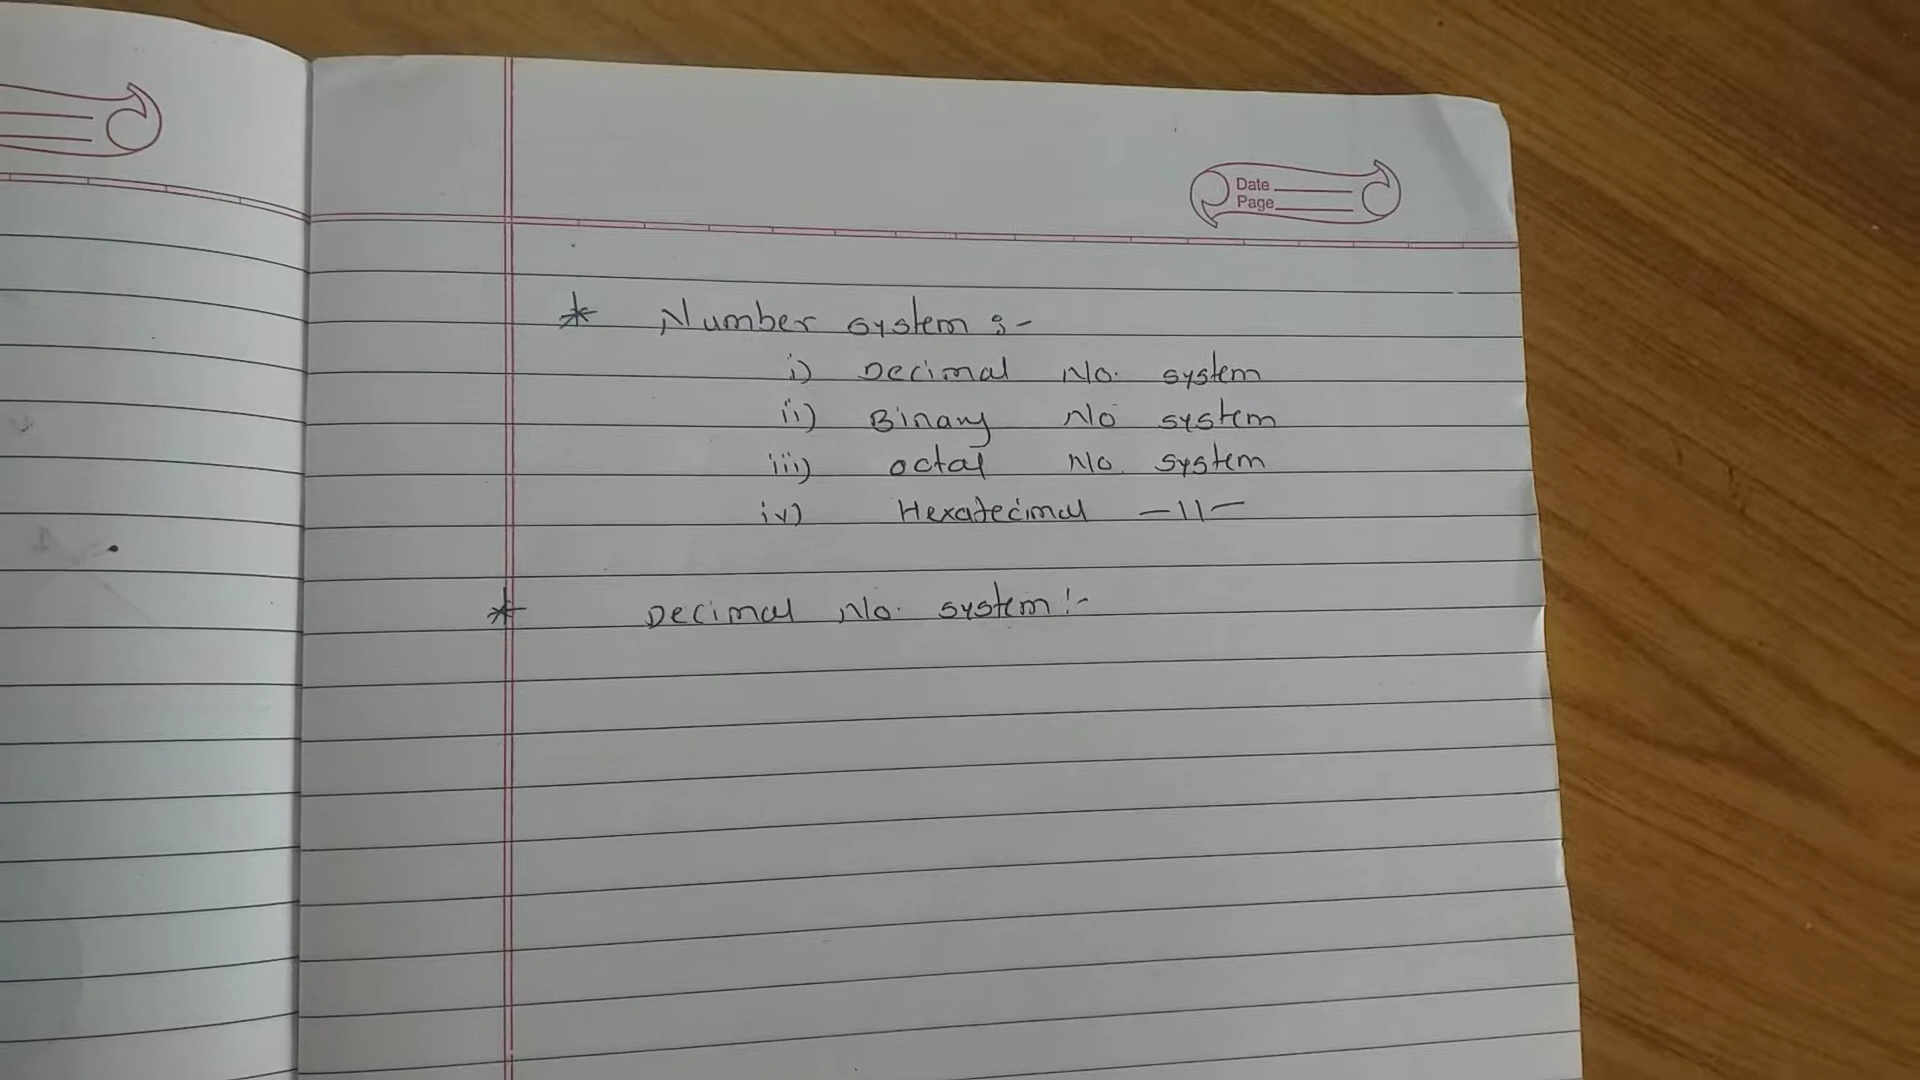 Date
Page
* Number system :-
i) Decimal No. system
ii) Binary No system
iii) octal No. system
iv) Hexadecimal —11—
* Decimal No. system :-